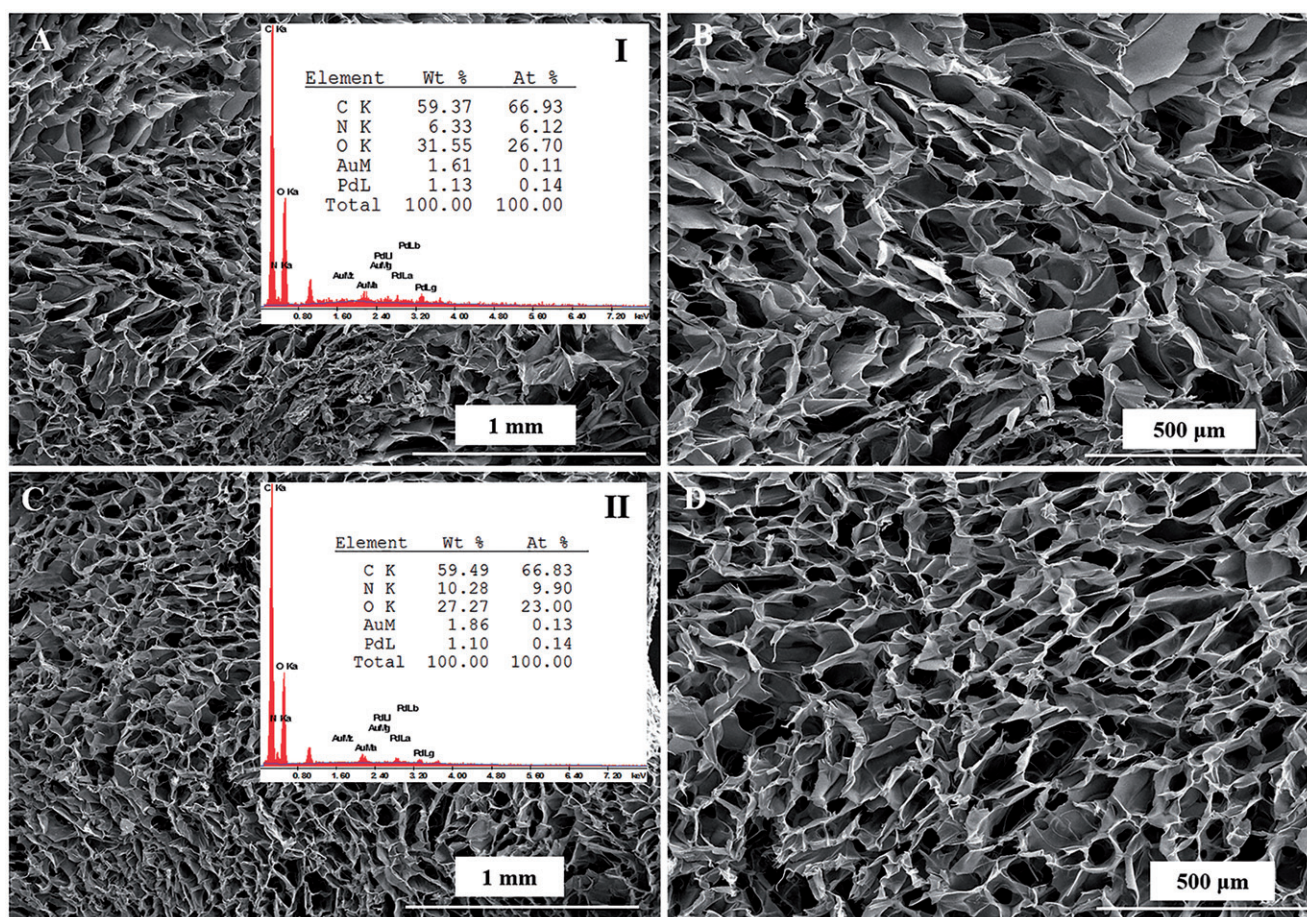 A
C Ka
I
Element Wt % At %
C K 59.37 66.93
N K 6.33 6.12
O K 31.55 26.70
AuM 1.61 0.11
PdL 1.13 0.14
Total 100.00 100.00
O Ka
N Ka
PdLb
PdLl
AuMz AuMg
AuMa PdLa
PdLg
0.80 1.60 2.40 3.20 4.00 4.80 5.60 6.40 7.20 keV
1 mm
B
500 µm
C
C Ka
II
Element Wt % At %
C K 59.49 66.83
N K 10.28 9.90
O K 27.27 23.00
AuM 1.86 0.13
PdL 1.10 0.14
Total 100.00 100.00
O Ka
N Ka
PdLb
PdLl
AuMz AuMg
AuMa PdLa
PdLg
0.80 1.60 2.40 3.20 4.00 4.80 5.60 6.40 7.20 keV
1 mm
D
500 µm